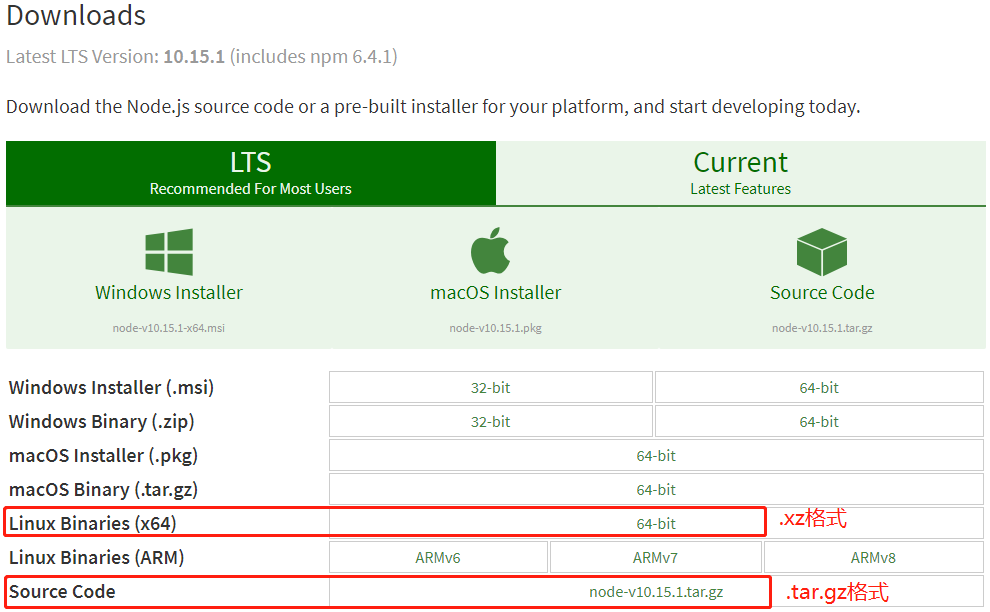 Downloads
Latest LTS Version: 10.15.1 (includes npm 6.4.1)
Download the Node.js source code or a pre-built installer for your platform, and start developing today.
LTS
Recommended For Most Users
Current
Latest Features
Windows Installer
node-v10.15.1-x64.msi
macOS Installer
node-v10.15.1.pkg
Source Code
node-v10.15.1.tar.gz
Windows Installer (.msi) 32-bit 64-bit
Windows Binary (.zip) 32-bit 64-bit
macOS Installer (.pkg) 64-bit
macOS Binary (.tar.gz) 64-bit
Linux Binaries (x64) 64-bit .xz格式
Linux Binaries (ARM) ARMv6 ARMv7 ARMv8
Source Code node-v10.15.1.tar.gz .tar.gz格式